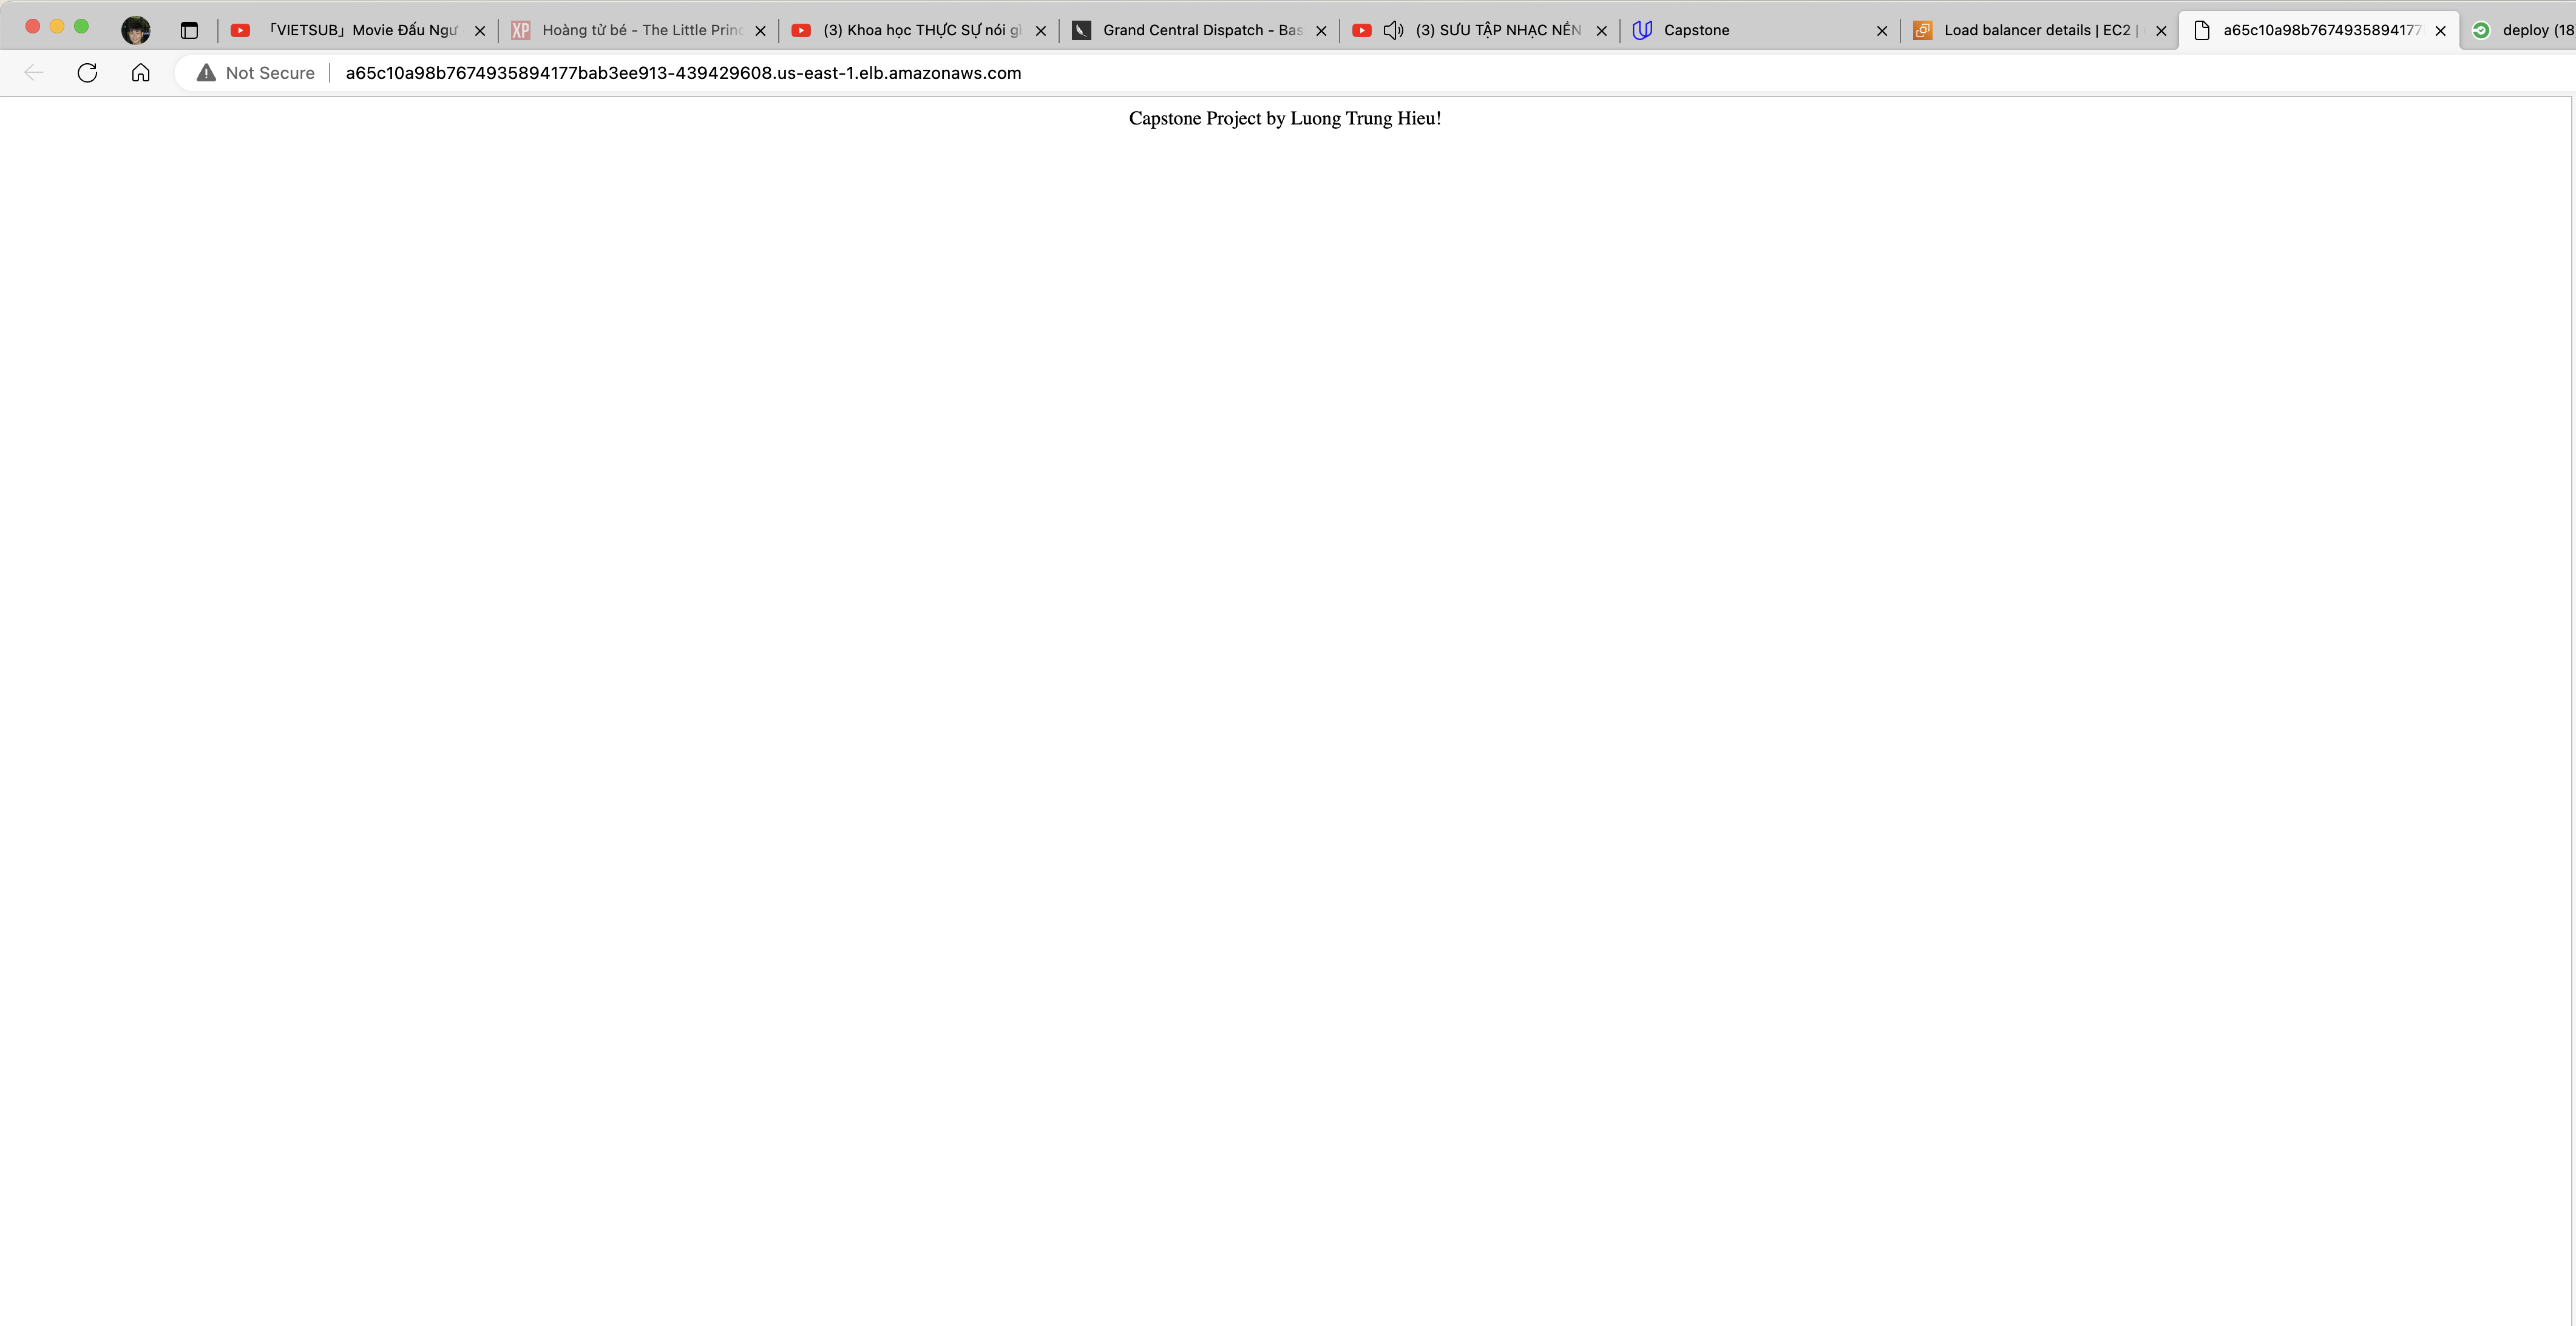 「VIETSUB」Movie Đấu Ngư
XP Hoàng tử bé - The Little Princ
(3) Khoa học THỰC SỰ nói gì
Grand Central Dispatch - Bas
(3) SƯU TẬP NHẠC NỀN
Capstone
Load balancer details | EC2 |
a65c10a98b7674935894177
deploy (18
Not Secure
a65c10a98b7674935894177bab3ee913-439429608.us-east-1.elb.amazonaws.com
Capstone Project by Luong Trung Hieu!